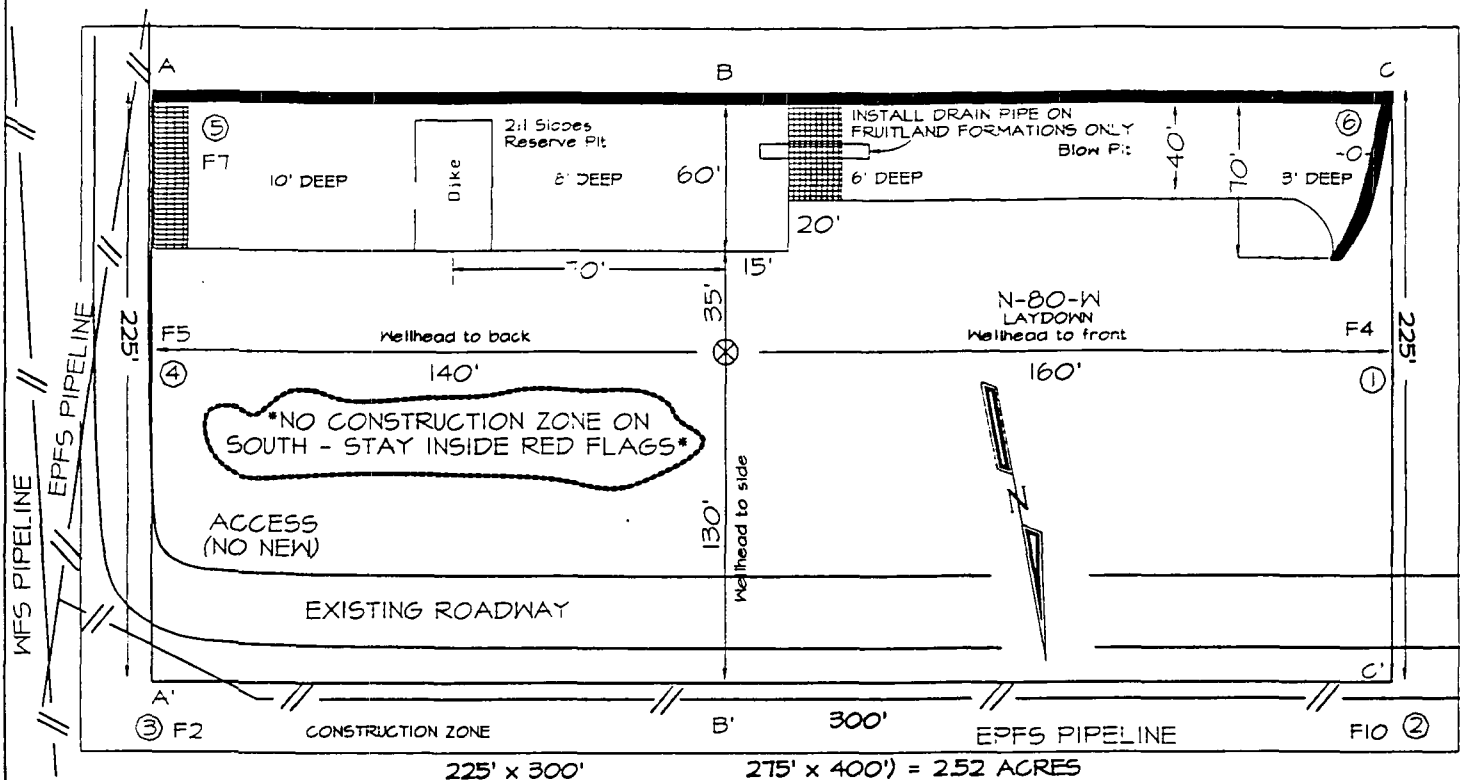 A
B
C
⑤
F7
10' DEEP
Dike
2:1 Slopes
Reserve Pit
8' DEEP
60'
INSTALL DRAIN PIPE ON
FRUITLAND FORMATIONS ONLY
Blow Pit
6' DEEP
20'
40'
70'
⑥
-0-
3' DEEP
15'
35'
225'
F5
④
Wellhead to back
140'
N-80-W
LAYDOWN
Wellhead to front
160'
F4
①
225'
*NO CONSTRUCTION ZONE ON
SOUTH - STAY INSIDE RED FLAGS*
EPFS PIPELINE
WFS PIPELINE
ACCESS
(NO NEW)
130'
Wellhead to side
N
EXISTING ROADWAY
A'
B'
C'
③ F2
CONSTRUCTION ZONE
300'
EPFS PIPELINE
F10 ②
225' x 300'
275' x 400') = 2.52 ACRES